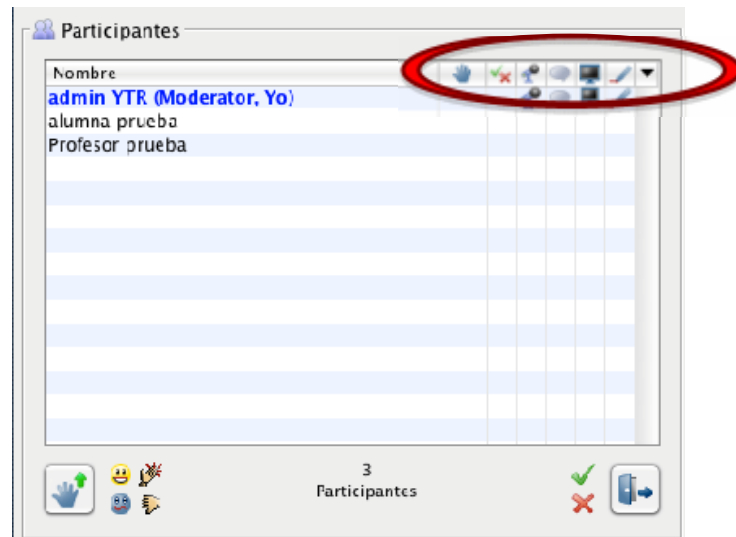 Participantes
Nombre
admin YTR (Moderator, Yo)
alumna prueba
Profesor prueba
3
Participantes